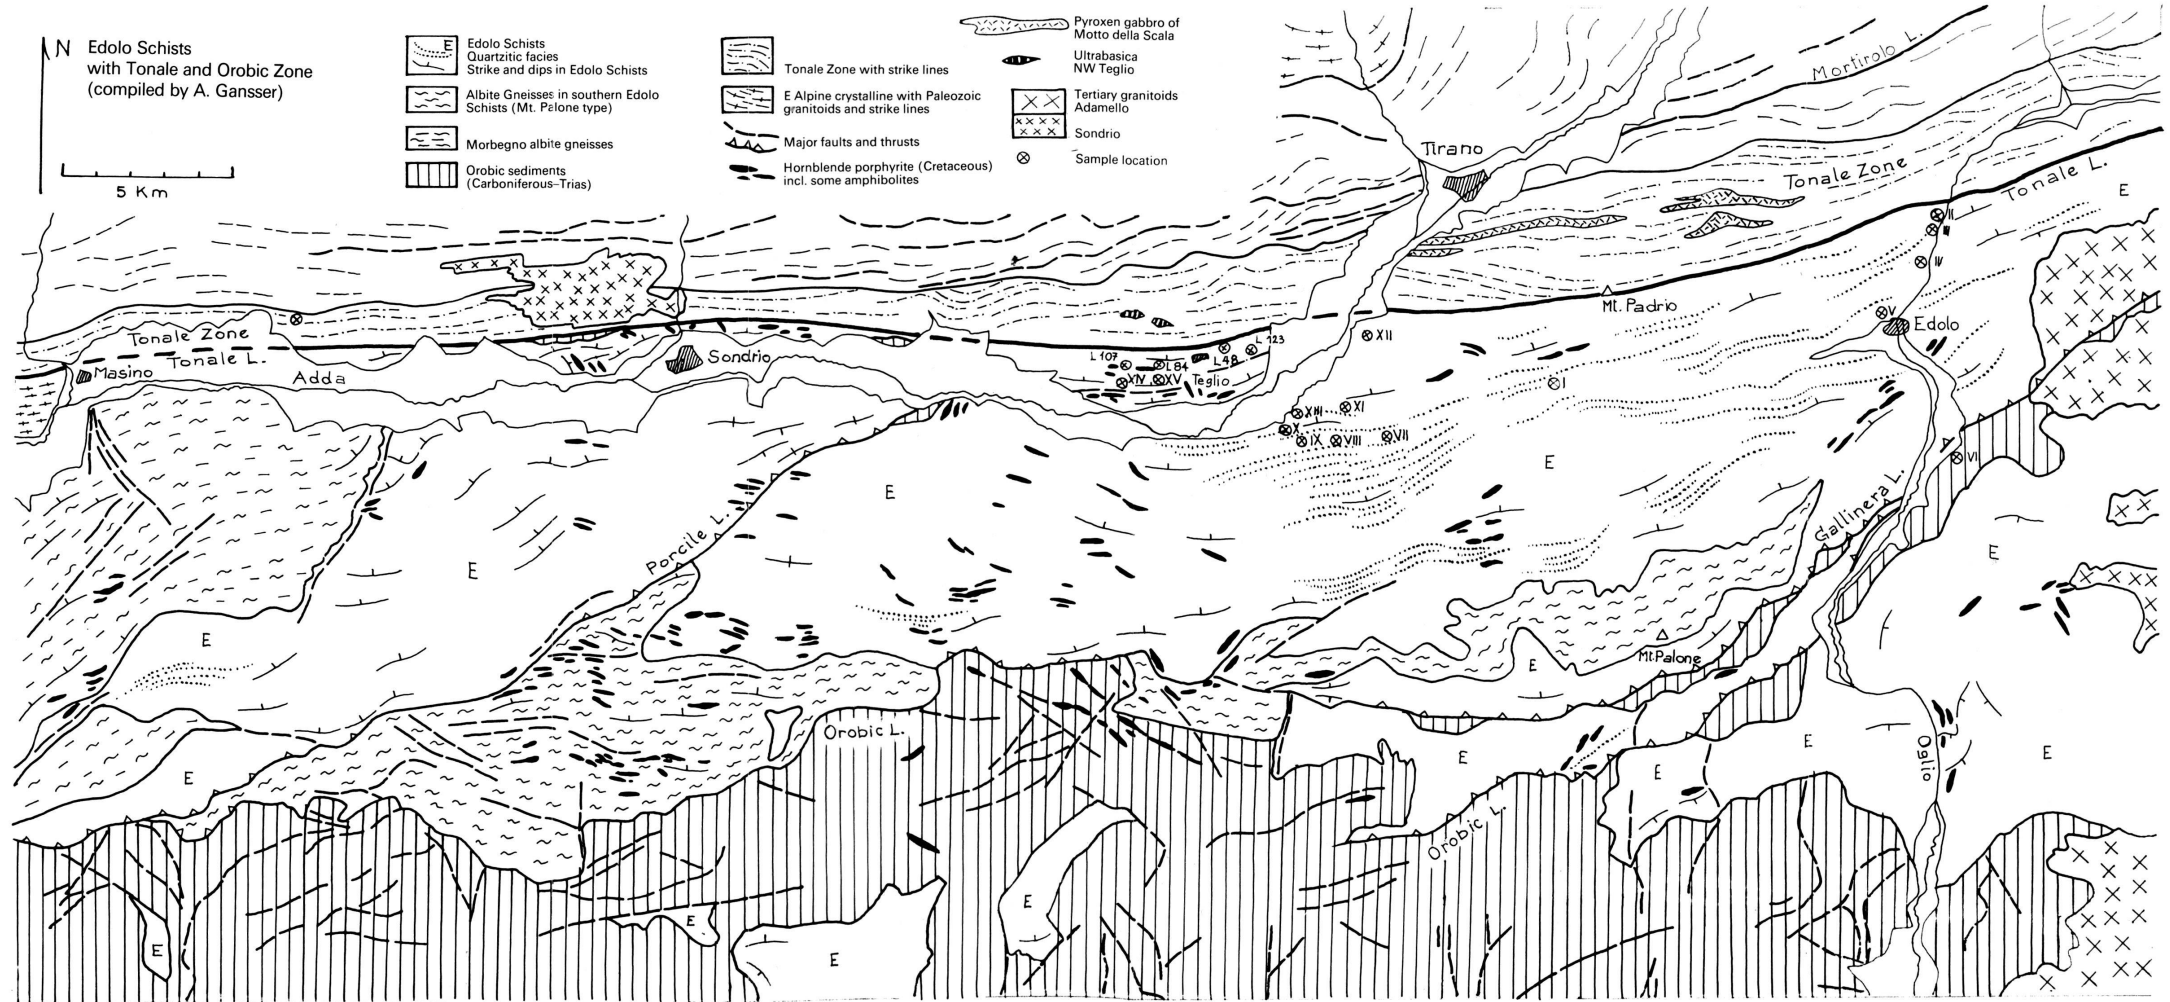 N
Edolo Schists
with Tonale and Orobic Zone
(compiled by A. Gansser)
5 Km
E
Edolo Schists
Quartzitic facies
Strike and dips in Edolo Schists
Albite Gneisses in southern Edolo
Schists (Mt. Palone type)
Morbegno albite gneisses
Orobic sediments
(Carboniferous–Trias)
Tonale Zone with strike lines
E Alpine crystalline with Paleozoic
granitoids and strike lines
Major faults and thrusts
Hornblende porphyrite (Cretaceous)
incl. some amphibolites
Pyroxen gabbro of
Motto della Scala
Ultrabasica
NW Teglio
Tertiary granitoids
Adamello
Sondrio
Sample location
Mortirolo L.
Tirano
Tonale Zone
Tonale L.
E
II
III
IV
Mt. Padrio
V
Edolo
Tonale Zone
Tonale L.
Masino
Adda
Sondrio
L 107
L 84
L 48
L 123
XIV
XV
Teglio
XII
I
XIII
XI
X
IX
VIII
VII
E
VI
E
Gallinera L.
E
Porcile L.
E
E
E
Mt. Palone
E
Orobic L.
E
E
E
Oglio
E
E
Orobic L.
E
E
E
E